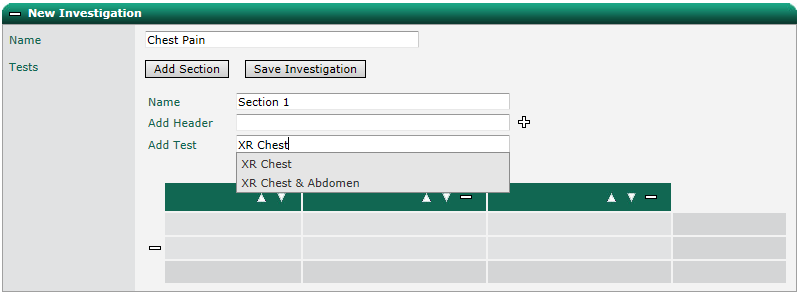 New Investigation
Name Chest Pain
Tests Add Section Save Investigation
Name Section 1
Add Header
Add Test XR Chest
XR Chest
XR Chest & Abdomen